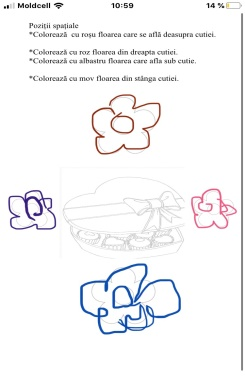 Moldcell
10:59
14 %
Poziții spațiale
*Colorează cu roșu floarea care se află deasupra cutiei.
*Colorează cu roz floarea din dreapta cutiei.
*Colorează cu albastru floarea care afla sub cutie.
*Colorează cu mov floarea din stânga cutiei.